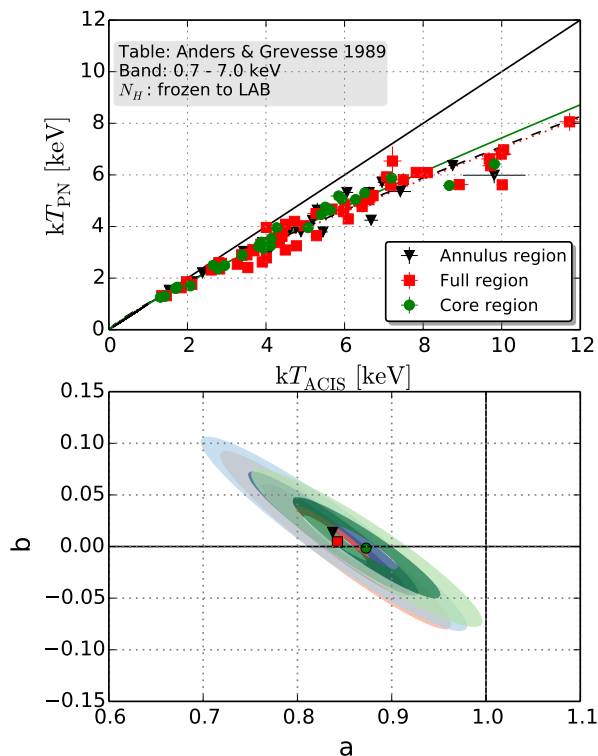 12
10
8
6
4
2
0
kT_PN [keV]
Table: Anders & Grevesse 1989
Band: 0.7 - 7.0 keV
N_H : frozen to LAB
Annulus region
Full region
Core region
0 2 4 6 8 10 12
kT_ACIS [keV]
0.15
0.10
0.05
0.00
−0.05
−0.10
−0.15
b
0.6 0.7 0.8 0.9 1.0 1.1
a